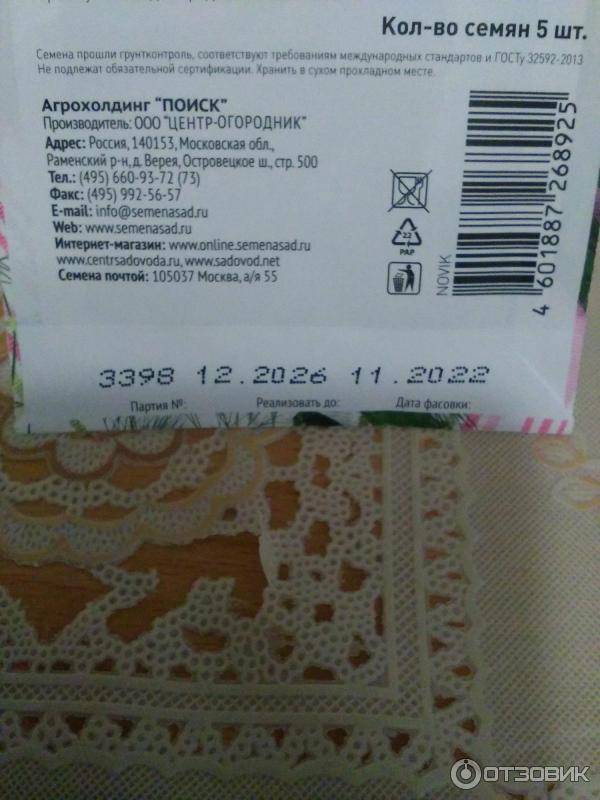 Кол-во семян 5 шт.
Семена прошли грунтконтроль, соответствуют требованиям международных стандартов и ГОСТу 32592-2013
Не подлежат обязательной сертификации. Хранить в сухом прохладном месте.
Агрохолдинг "ПОИСК"
Производитель: ООО "ЦЕНТР-ОГОРОДНИК"
Адрес: Россия, 140153, Московская обл.,
Раменский р-н, д. Верея, Островецкое ш., стр. 500
Тел.: (495) 660-93-72 (73)
Факс: (495) 992-56-57
E-mail: info@semenasad.ru
Web: www.semenasad.ru
Интернет-магазин: www.online.semenasad.ru
www.centrsadovoda.ru, www.sadovod.net
Семена почтой: 105037 Москва, а/я 55
22
PAP
NOVIK
4 601887 268925
3398 12.2026 11.2022
Партия №: Реализовать до: Дата фасовки:
ОТЗОВИК